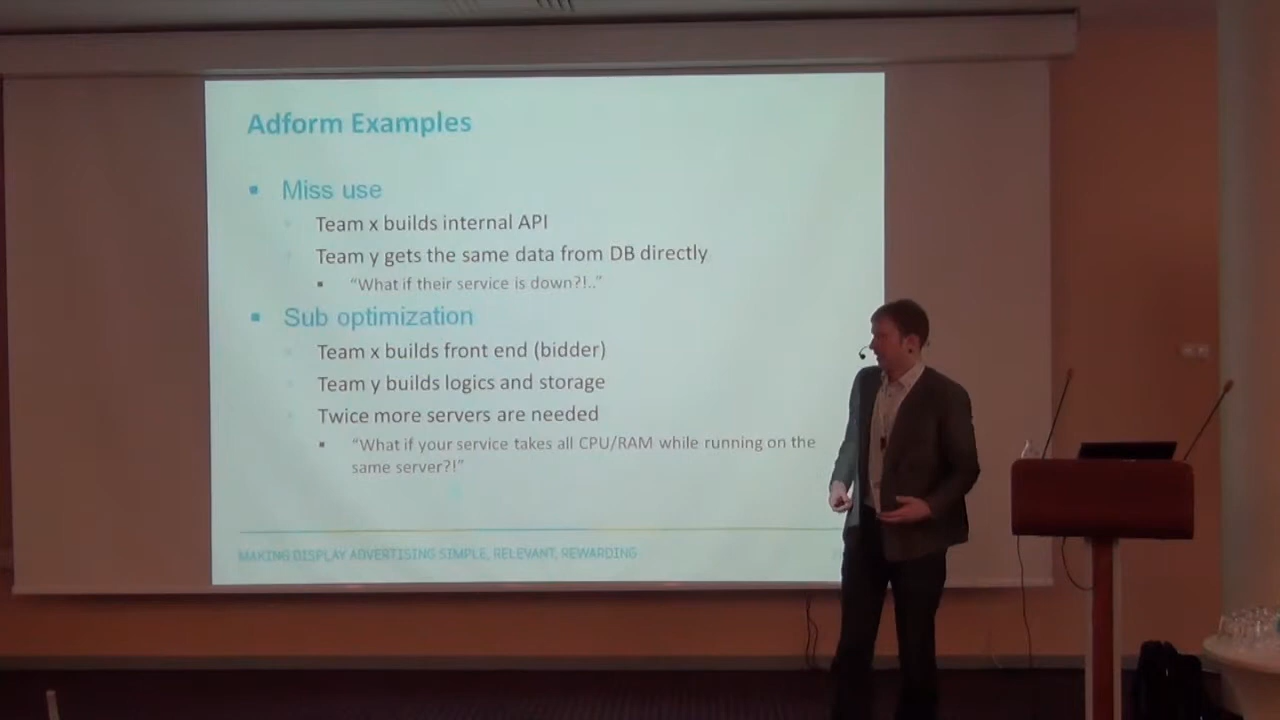 Adform Examples
Miss use
Team x builds internal API
Team y gets the same data from DB directly
“What if their service is down?!..”
Sub optimization
Team x builds front end (bidder)
Team y builds logics and storage
Twice more servers are needed
“What if your service takes all CPU/RAM while running on the
same server?!”
MAKING DISPLAY ADVERTISING SIMPLE, RELEVANT, REWARDING